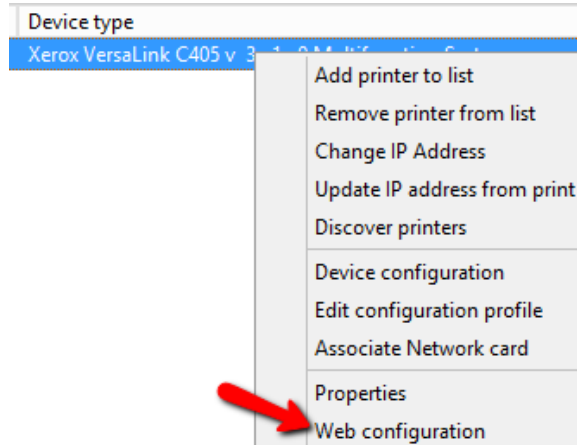 Device type
Xerox VersaLink C405 v 3
Add printer to list
Remove printer from list
Change IP Address
Update IP address from print
Discover printers
Device configuration
Edit configuration profile
Associate Network card
Properties
Web configuration